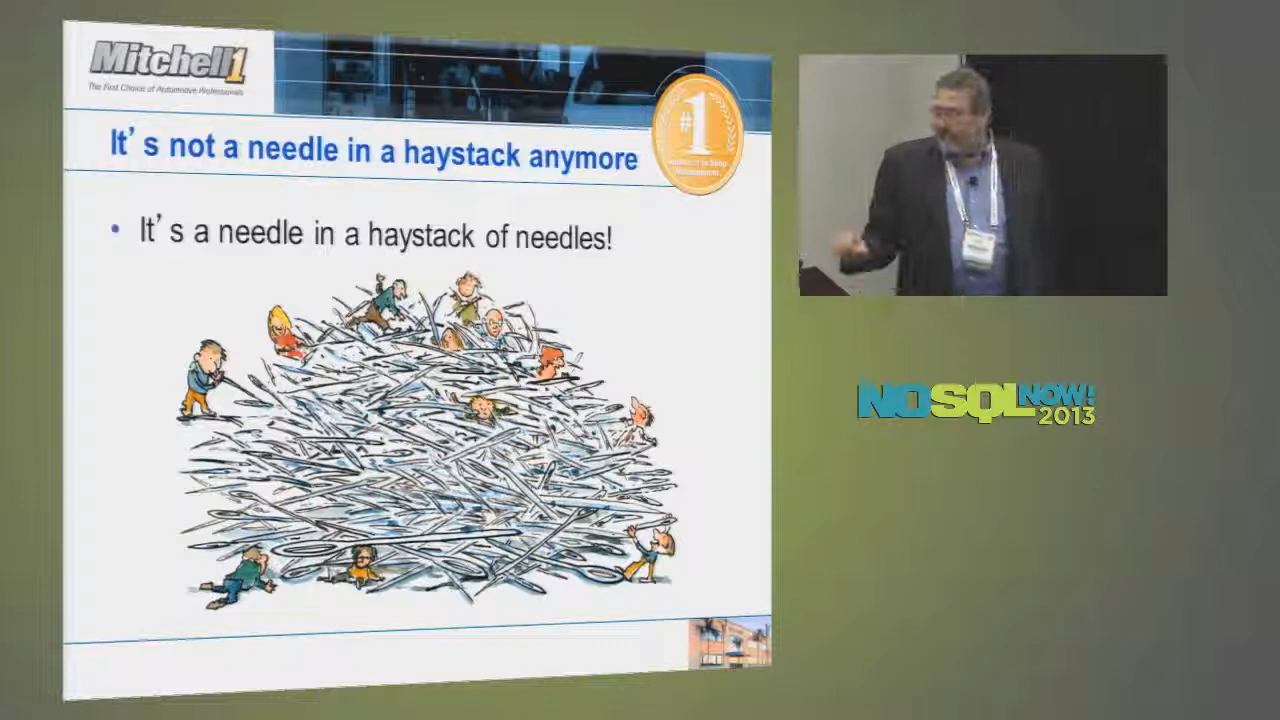 Mitchell1
The First Choice of Automotive Professionals
#1
It's not a needle in a haystack anymore
• It's a needle in a haystack of needles!
NOSQL NOW!
2013